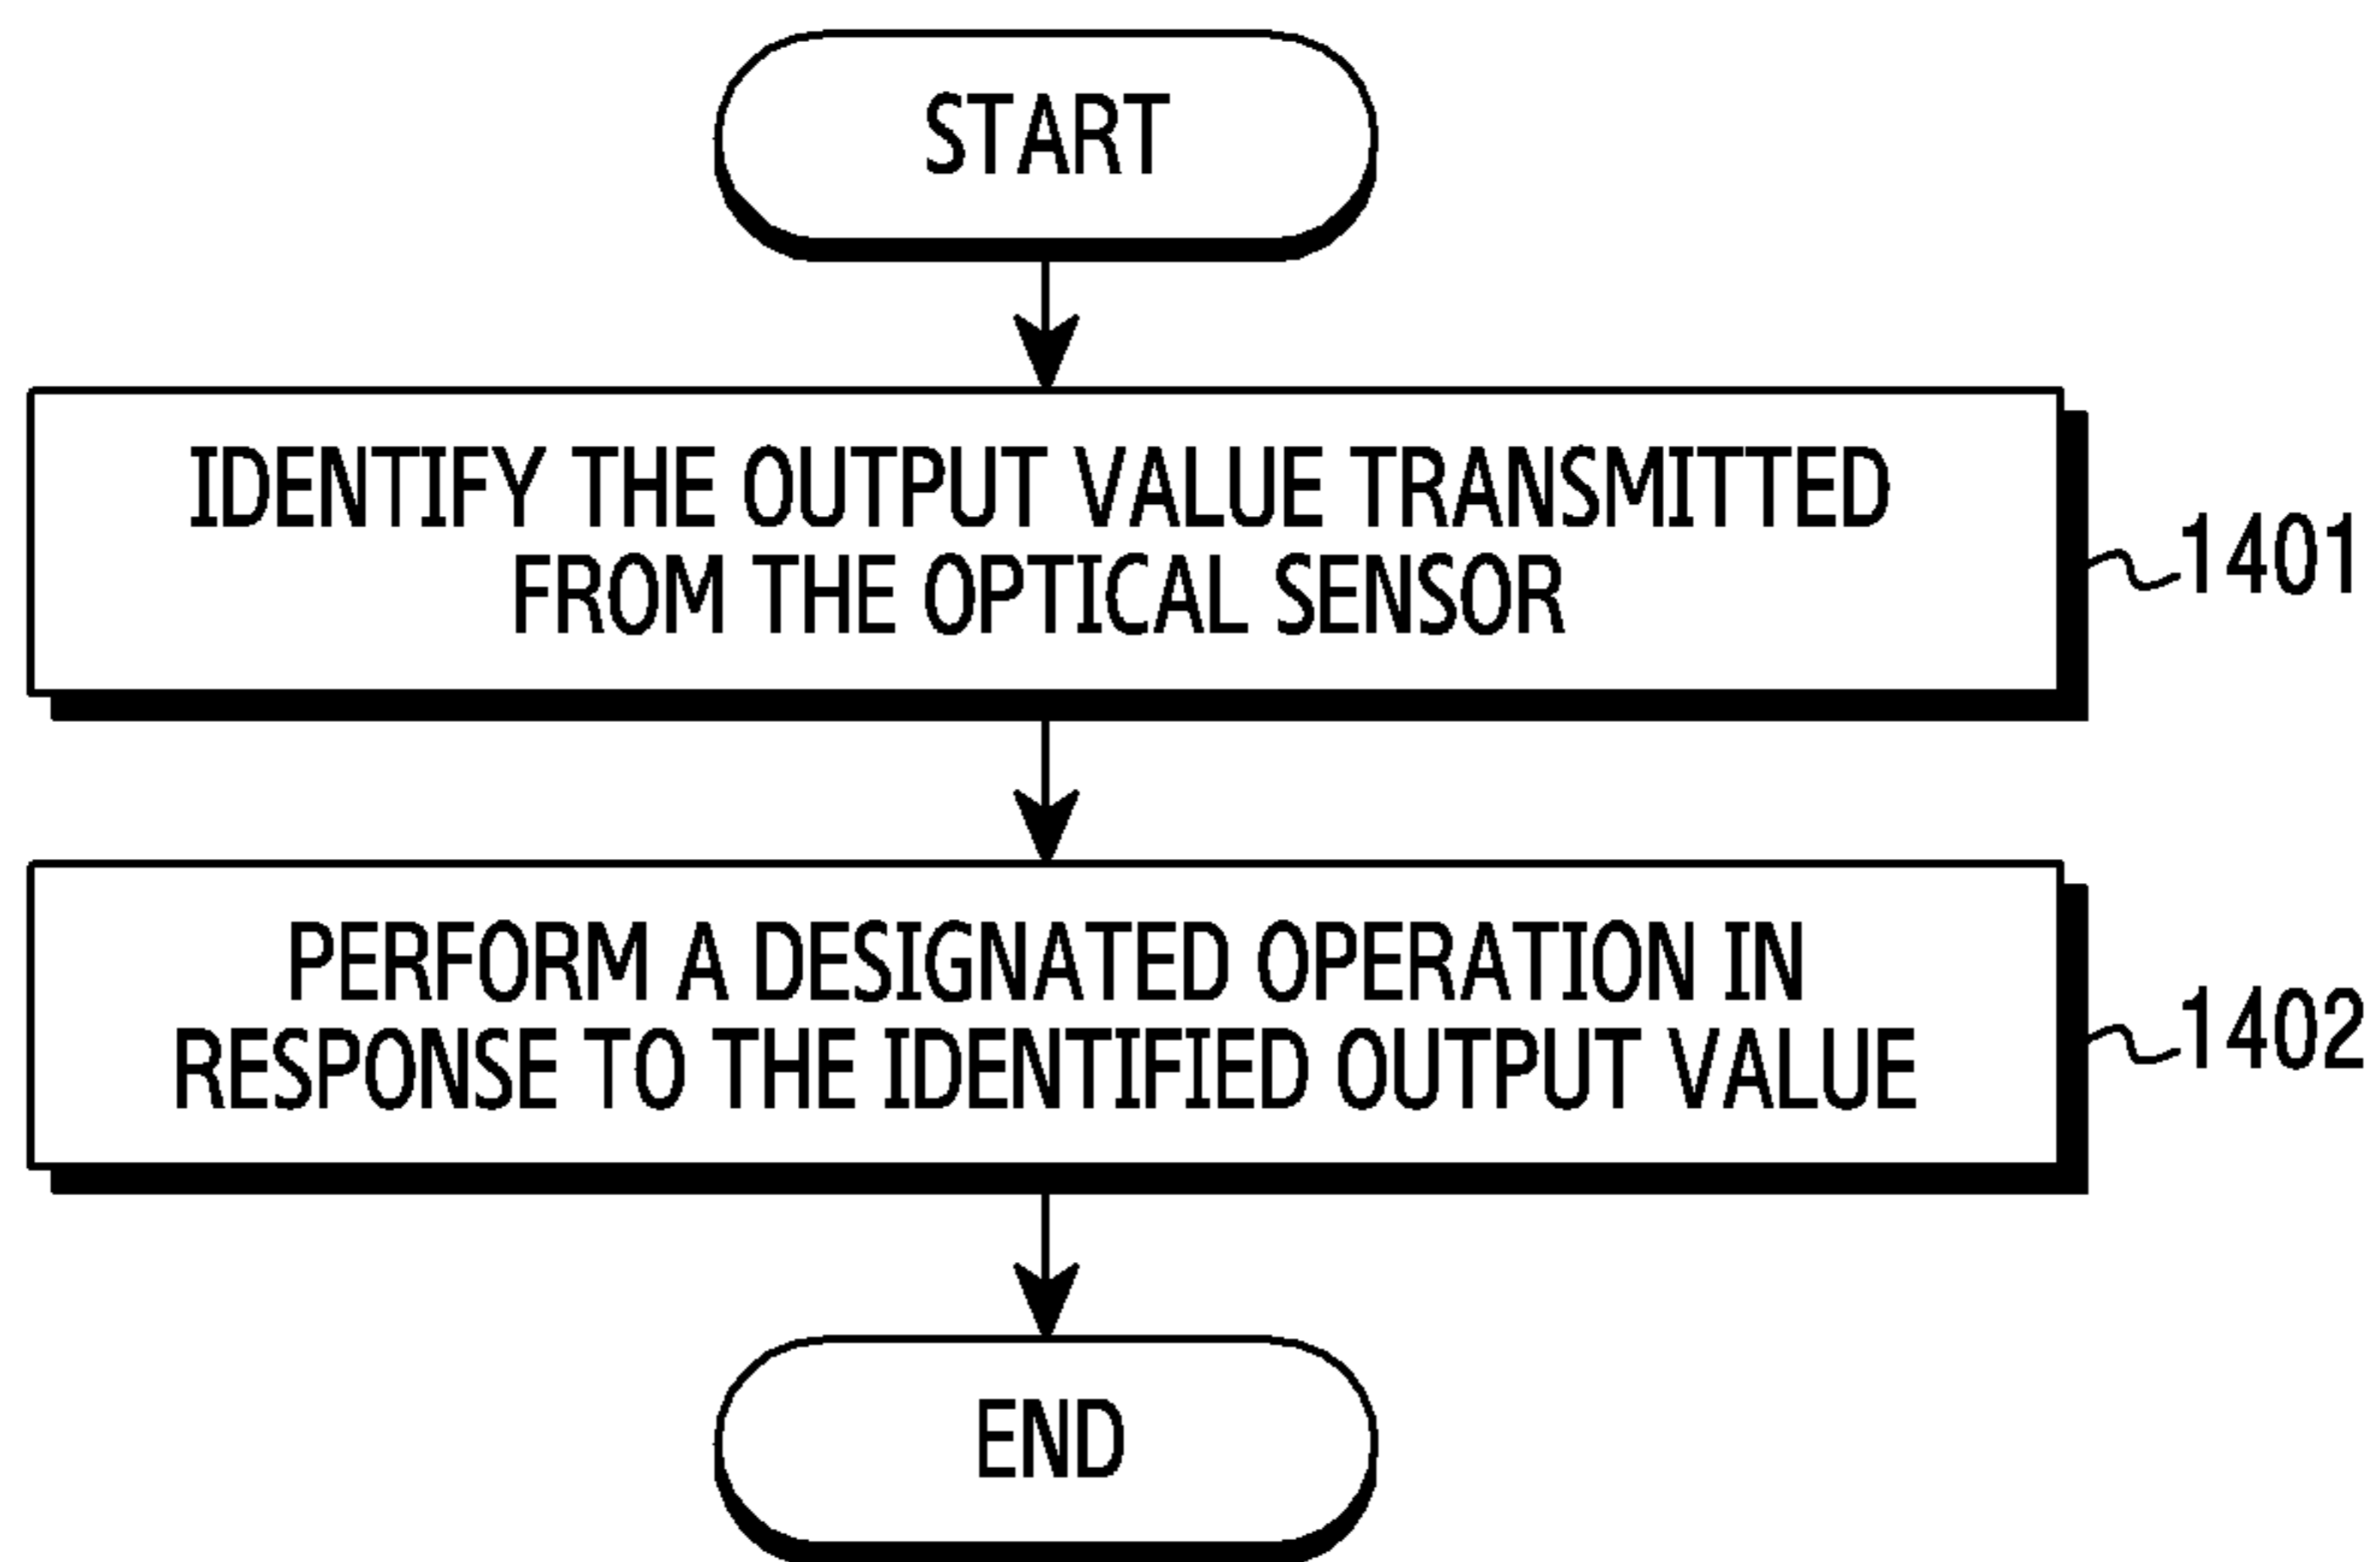 START
IDENTIFY THE OUTPUT VALUE TRANSMITTED
FROM THE OPTICAL SENSOR
1401
PERFORM A DESIGNATED OPERATION IN
RESPONSE TO THE IDENTIFIED OUTPUT VALUE
1402
END